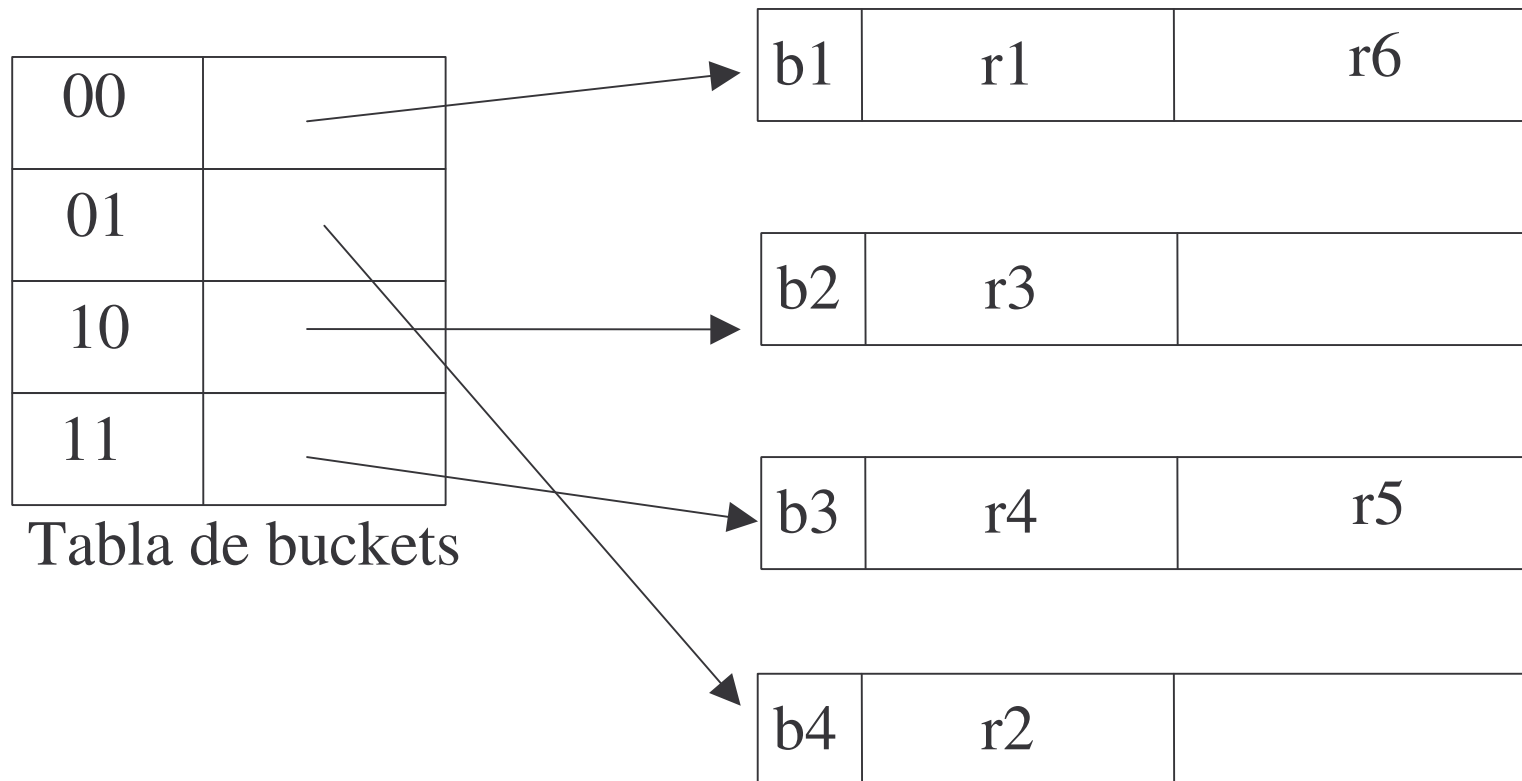 00
01
10
11
Tabla de buckets
b1 r1 r6
b2 r3
b3 r4 r5
b4 r2